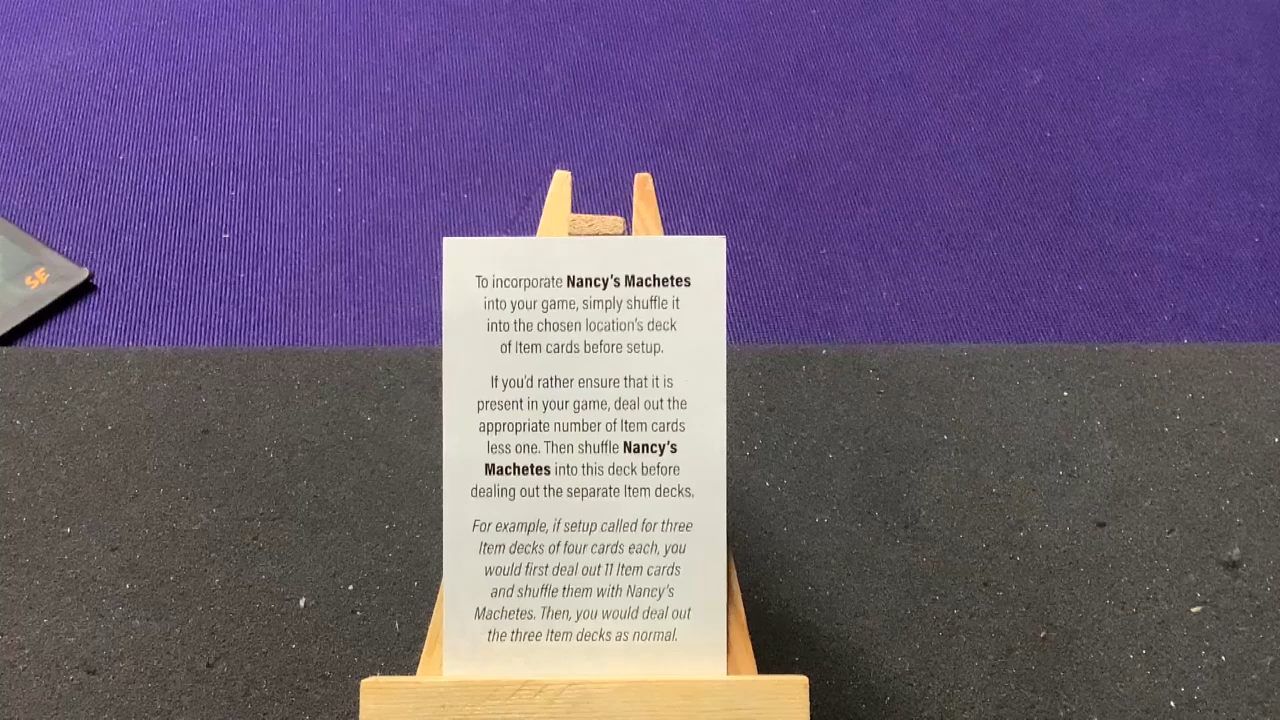 SE
To incorporate Nancy's Machetes
into your game, simply shuffle it
into the chosen location's deck
of Item cards before setup.
If you'd rather ensure that it is
present in your game, deal out the
appropriate number of Item cards
less one. Then shuffle Nancy's
Machetes into this deck before
dealing out the separate Item decks.
For example, if setup called for three
Item decks of four cards each, you
would first deal out 11 Item cards
and shuffle them with Nancy's
Machetes. Then, you would deal out
the three Item decks as normal.